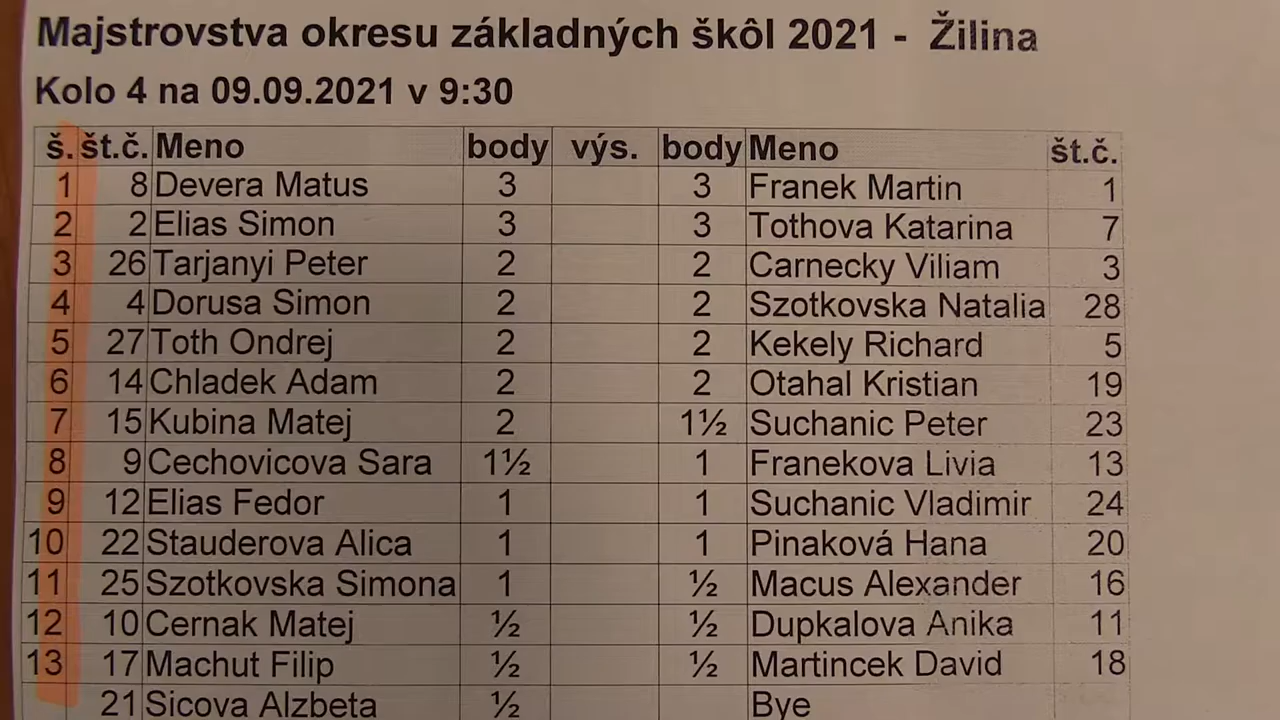 Majstrovstva okresu základných škôl 2021 - Žilina
Kolo 4 na 09.09.2021 v 9:30
š. št.č. Meno body výs. body Meno št.č.
1 8 Devera Matus 3 3 Franek Martin 1
2 2 Elias Simon 3 3 Tothova Katarina 7
3 26 Tarjanyi Peter 2 2 Carnecky Viliam 3
4 4 Dorusa Simon 2 2 Szotkovska Natalia 28
5 27 Toth Ondrej 2 2 Kekely Richard 5
6 14 Chladek Adam 2 2 Otahal Kristian 19
7 15 Kubina Matej 2 1½ Suchanic Peter 23
8 9 Cechovicova Sara 1½ 1 Franekova Livia 13
9 12 Elias Fedor 1 1 Suchanic Vladimir 24
10 22 Stauderova Alica 1 1 Pinaková Hana 20
11 25 Szotkovska Simona 1 ½ Macus Alexander 16
12 10 Cernak Matej ½ ½ Dupkalova Anika 11
13 17 Machut Filip ½ ½ Martincek David 18
21 Sicova Alzbeta ½ Bye